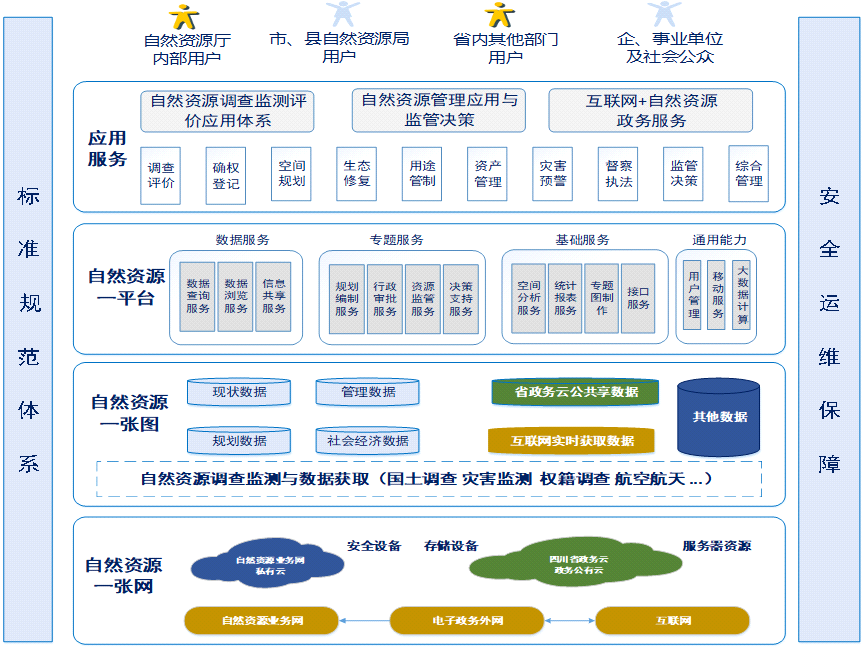 自然资源厅
内部用户
市、县自然资源局
用户
省内其他部门
用户
企、事业单位
及社会公众
标
准
规
范
体
系
应用
服务
自然资源调查监测评
价应用体系
自然资源管理应用与
监管决策
互联网+自然资源
政务服务
调查
评价
确权
登记
空间
规划
生态
修复
用途
管制
资产
管理
灾害
预警
督察
执法
监管
决策
综合
管理
自然资源
一平台
数据服务
数据
查询
服务
数据
浏览
服务
信息
共享
服务
专题服务
规划
编制
服务
行政
审批
服务
资源
监管
服务
决策
支持
服务
基础服务
空间
分析
服务
统计
报表
服务
专题
图制
作
接口
服务
通用能力
用
户
管
理
移
动
服
务
大
数
据
计
算
自然资源
一张图
现状数据
管理数据
省政务云公共享数据
其他数据
规划数据
社会经济数据
互联网实时获取数据
自然资源调查监测与数据获取（国土调查 灾害监测 权籍调查 航空航天 ...）
自然资源
一张网
自然资源业务网
私有云
安全设备
存储设备
四川省政务云
政务公有云
服务器资源
自然资源业务网
电子政务外网
互联网
安
全
运
维
保
障